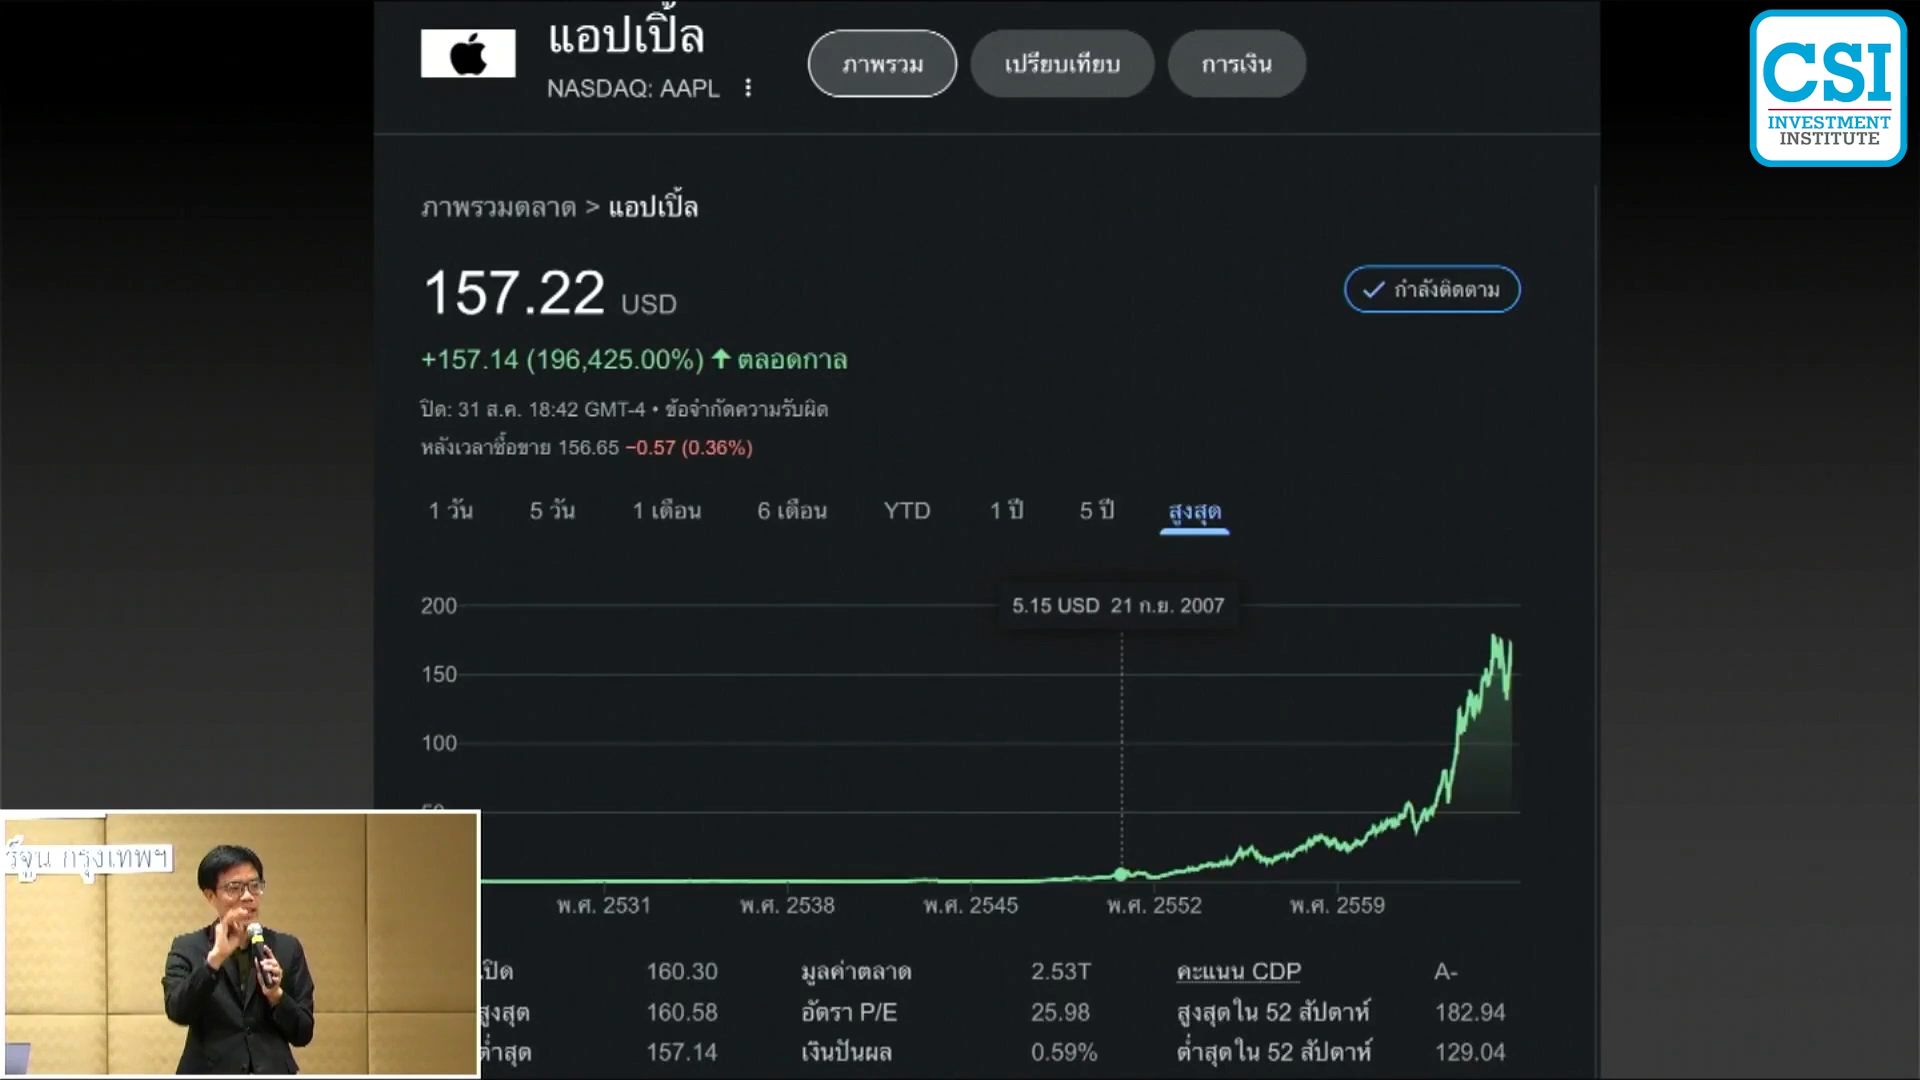 แอปเปิ้ล
NASDAQ: AAPL
ภาพรวม
เปรียบเทียบ
การเงิน
CSI
INVESTMENT
INSTITUTE
ภาพรวมตลาด > แอปเปิ้ล
157.22 USD
กำลังติดตาม
+157.14 (196,425.00%) ตลอดกาล
ปิด: 31 ส.ค. 18:42 GMT-4 • ข้อจำกัดความรับผิด
หลังเวลาซื้อขาย 156.65 −0.57 (0.36%)
1 วัน 5 วัน 1 เดือน 6 เดือน YTD 1 ปี 5 ปี สูงสุด
5.15 USD 21 ก.ย. 2007
200
150
100
พ.ศ. 2531 พ.ศ. 2538 พ.ศ. 2545 พ.ศ. 2552 พ.ศ. 2559
กรุงเทพฯ
เปิด 160.30 มูลค่าตลาด 2.53T คะแนน CDP A-
สูงสุด 160.58 อัตรา P/E 25.98 สูงสุดใน 52 สัปดาห์ 182.94
ต่ำสุด 157.14 เงินปันผล 0.59% ต่ำสุดใน 52 สัปดาห์ 129.04